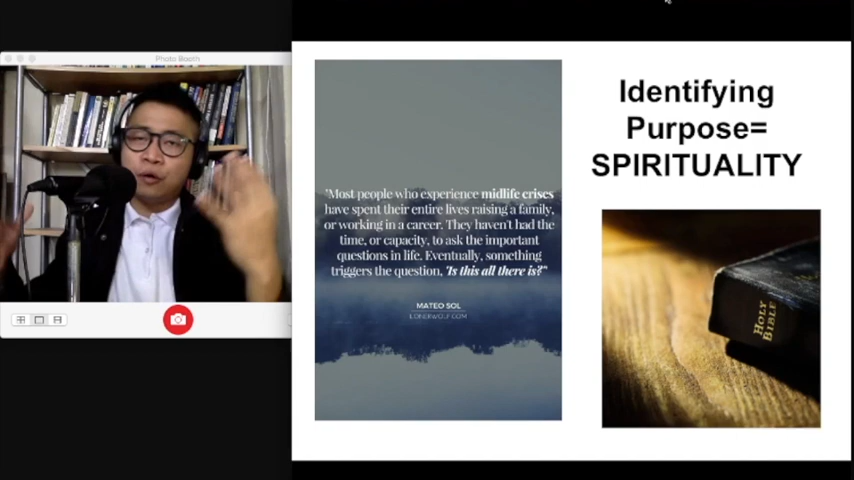 Photo Booth
"Most people who experience midlife crises
have spent their entire lives raising a family,
or working in a career. They haven't had the
time, or capacity, to ask the important
questions in life. Eventually, something
triggers the question, "Is this all there is?"
MATEO SOL
LONERWOLF.COM
Identifying
Purpose=
SPIRITUALITY
HOLY
BIBLE